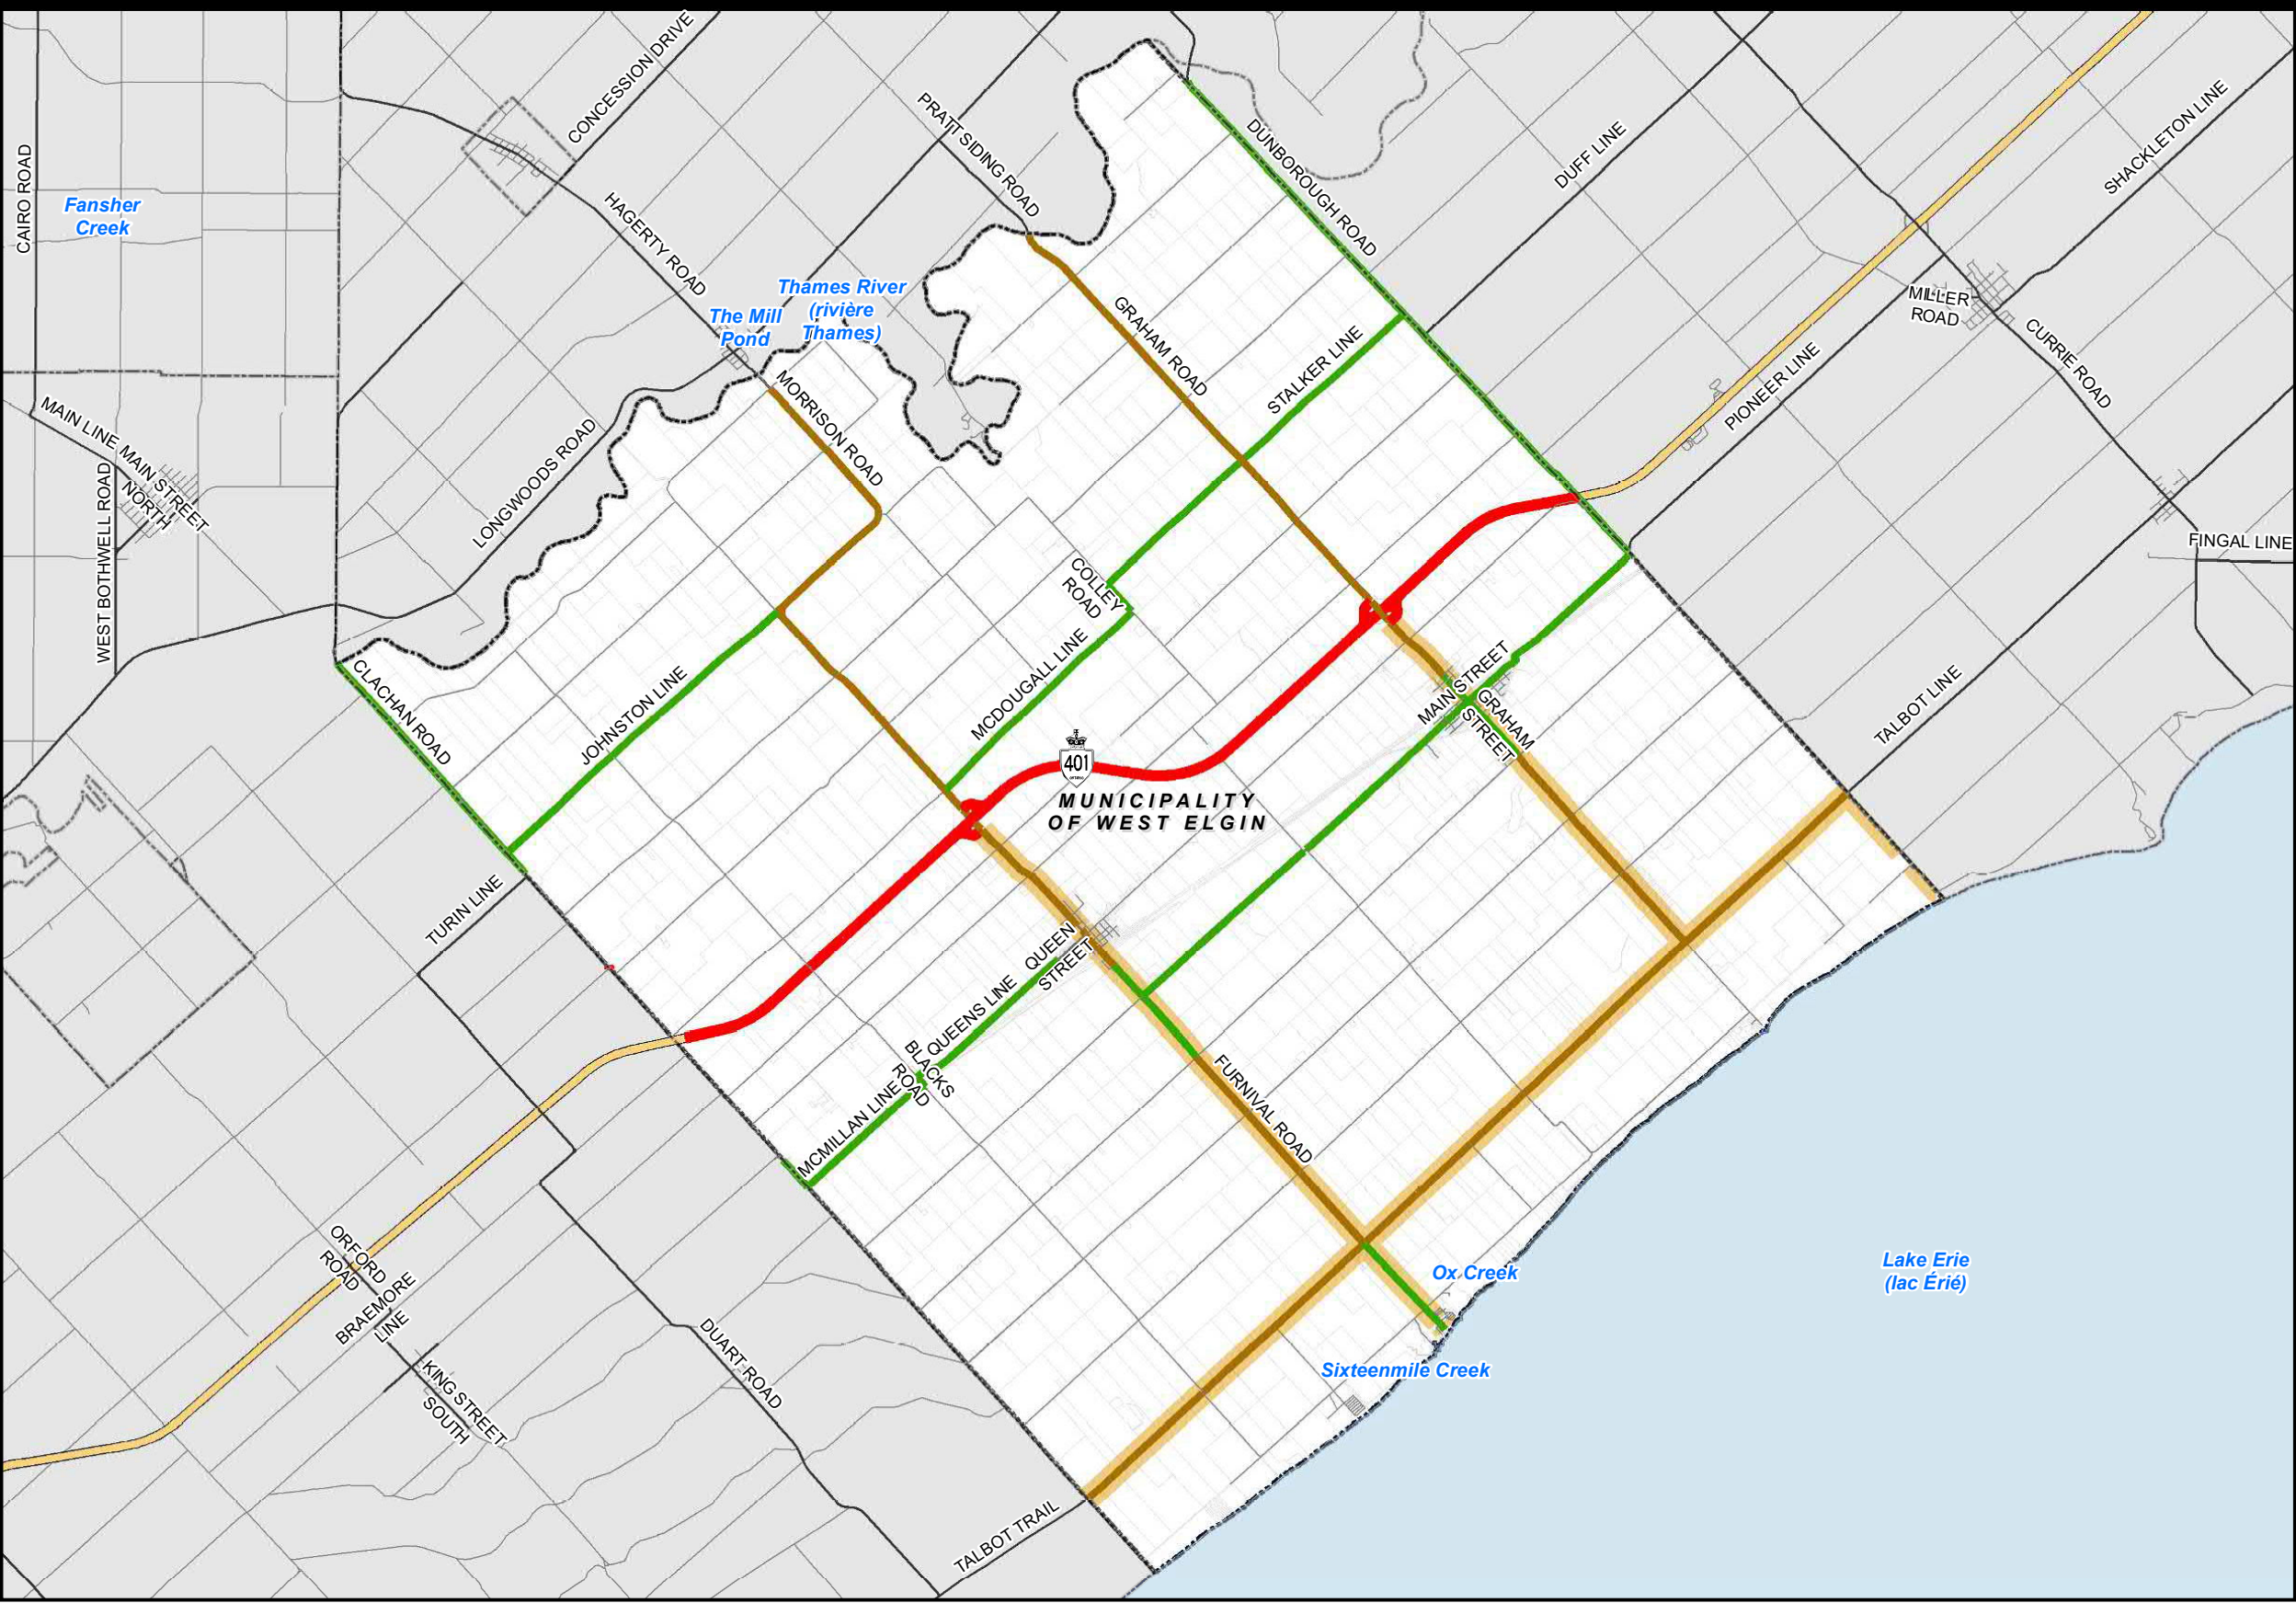 CONCESSION DRIVE
PRATT SIDING ROAD
DUNBOROUGH ROAD
DUFF LINE
SHACKLETON LINE
CAIRO ROAD
Fansher
Creek
HAGERTY ROAD
Thames River
(rivière
Thames)
The Mill
Pond
GRAHAM ROAD
STALKER LINE
MILLER
ROAD
CURRIE ROAD
PIONEER LINE
MORRISON ROAD
MAIN LINE
MAIN STREET
NORTH
WEST BOTHWELL ROAD
LONGWOODS ROAD
FINGAL LINE
COLLEY
ROAD
MCDOUGALL LINE
CLACHAN ROAD
JOHNSTON LINE
MAIN STREET
GRAHAM
STREET
TALBOT LINE
401
ONTARIO
MUNICIPALITY
OF WEST ELGIN
TURIN LINE
QUEEN
STREET
QUEENS LINE
BLACKS
ROAD
MCMILLAN LINE
FURNIVAL ROAD
ORFORD
ROAD
BRAEMORE
LINE
KING STREET
SOUTH
DUART ROAD
Ox Creek
Lake Erie
(lac Érié)
Sixteenmile Creek
TALBOT TRAIL